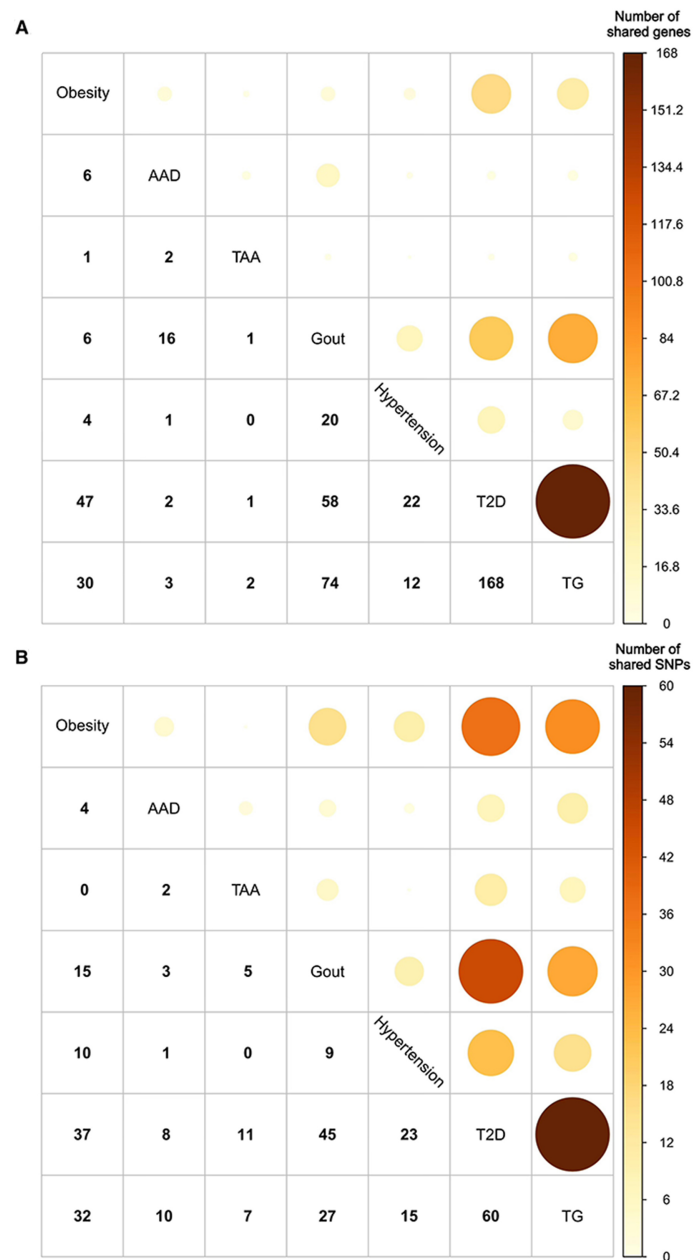 A
Number of
shared genes
168
Obesity
151.2
6 AAD
134.4
117.6
1 2 TAA
100.8
6 16 1 Gout
84
67.2
4 1 0 20 Hypertension
50.4
47 2 1 58 22 T2D
33.6
30 3 2 74 12 168 TG
16.8
0
B
Number of
shared SNPs
60
Obesity
54
4 AAD
48
42
0 2 TAA
36
15 3 5 Gout
30
24
10 1 0 9 Hypertension
18
37 8 11 45 23 T2D
12
32 10 7 27 15 60 TG
6
0